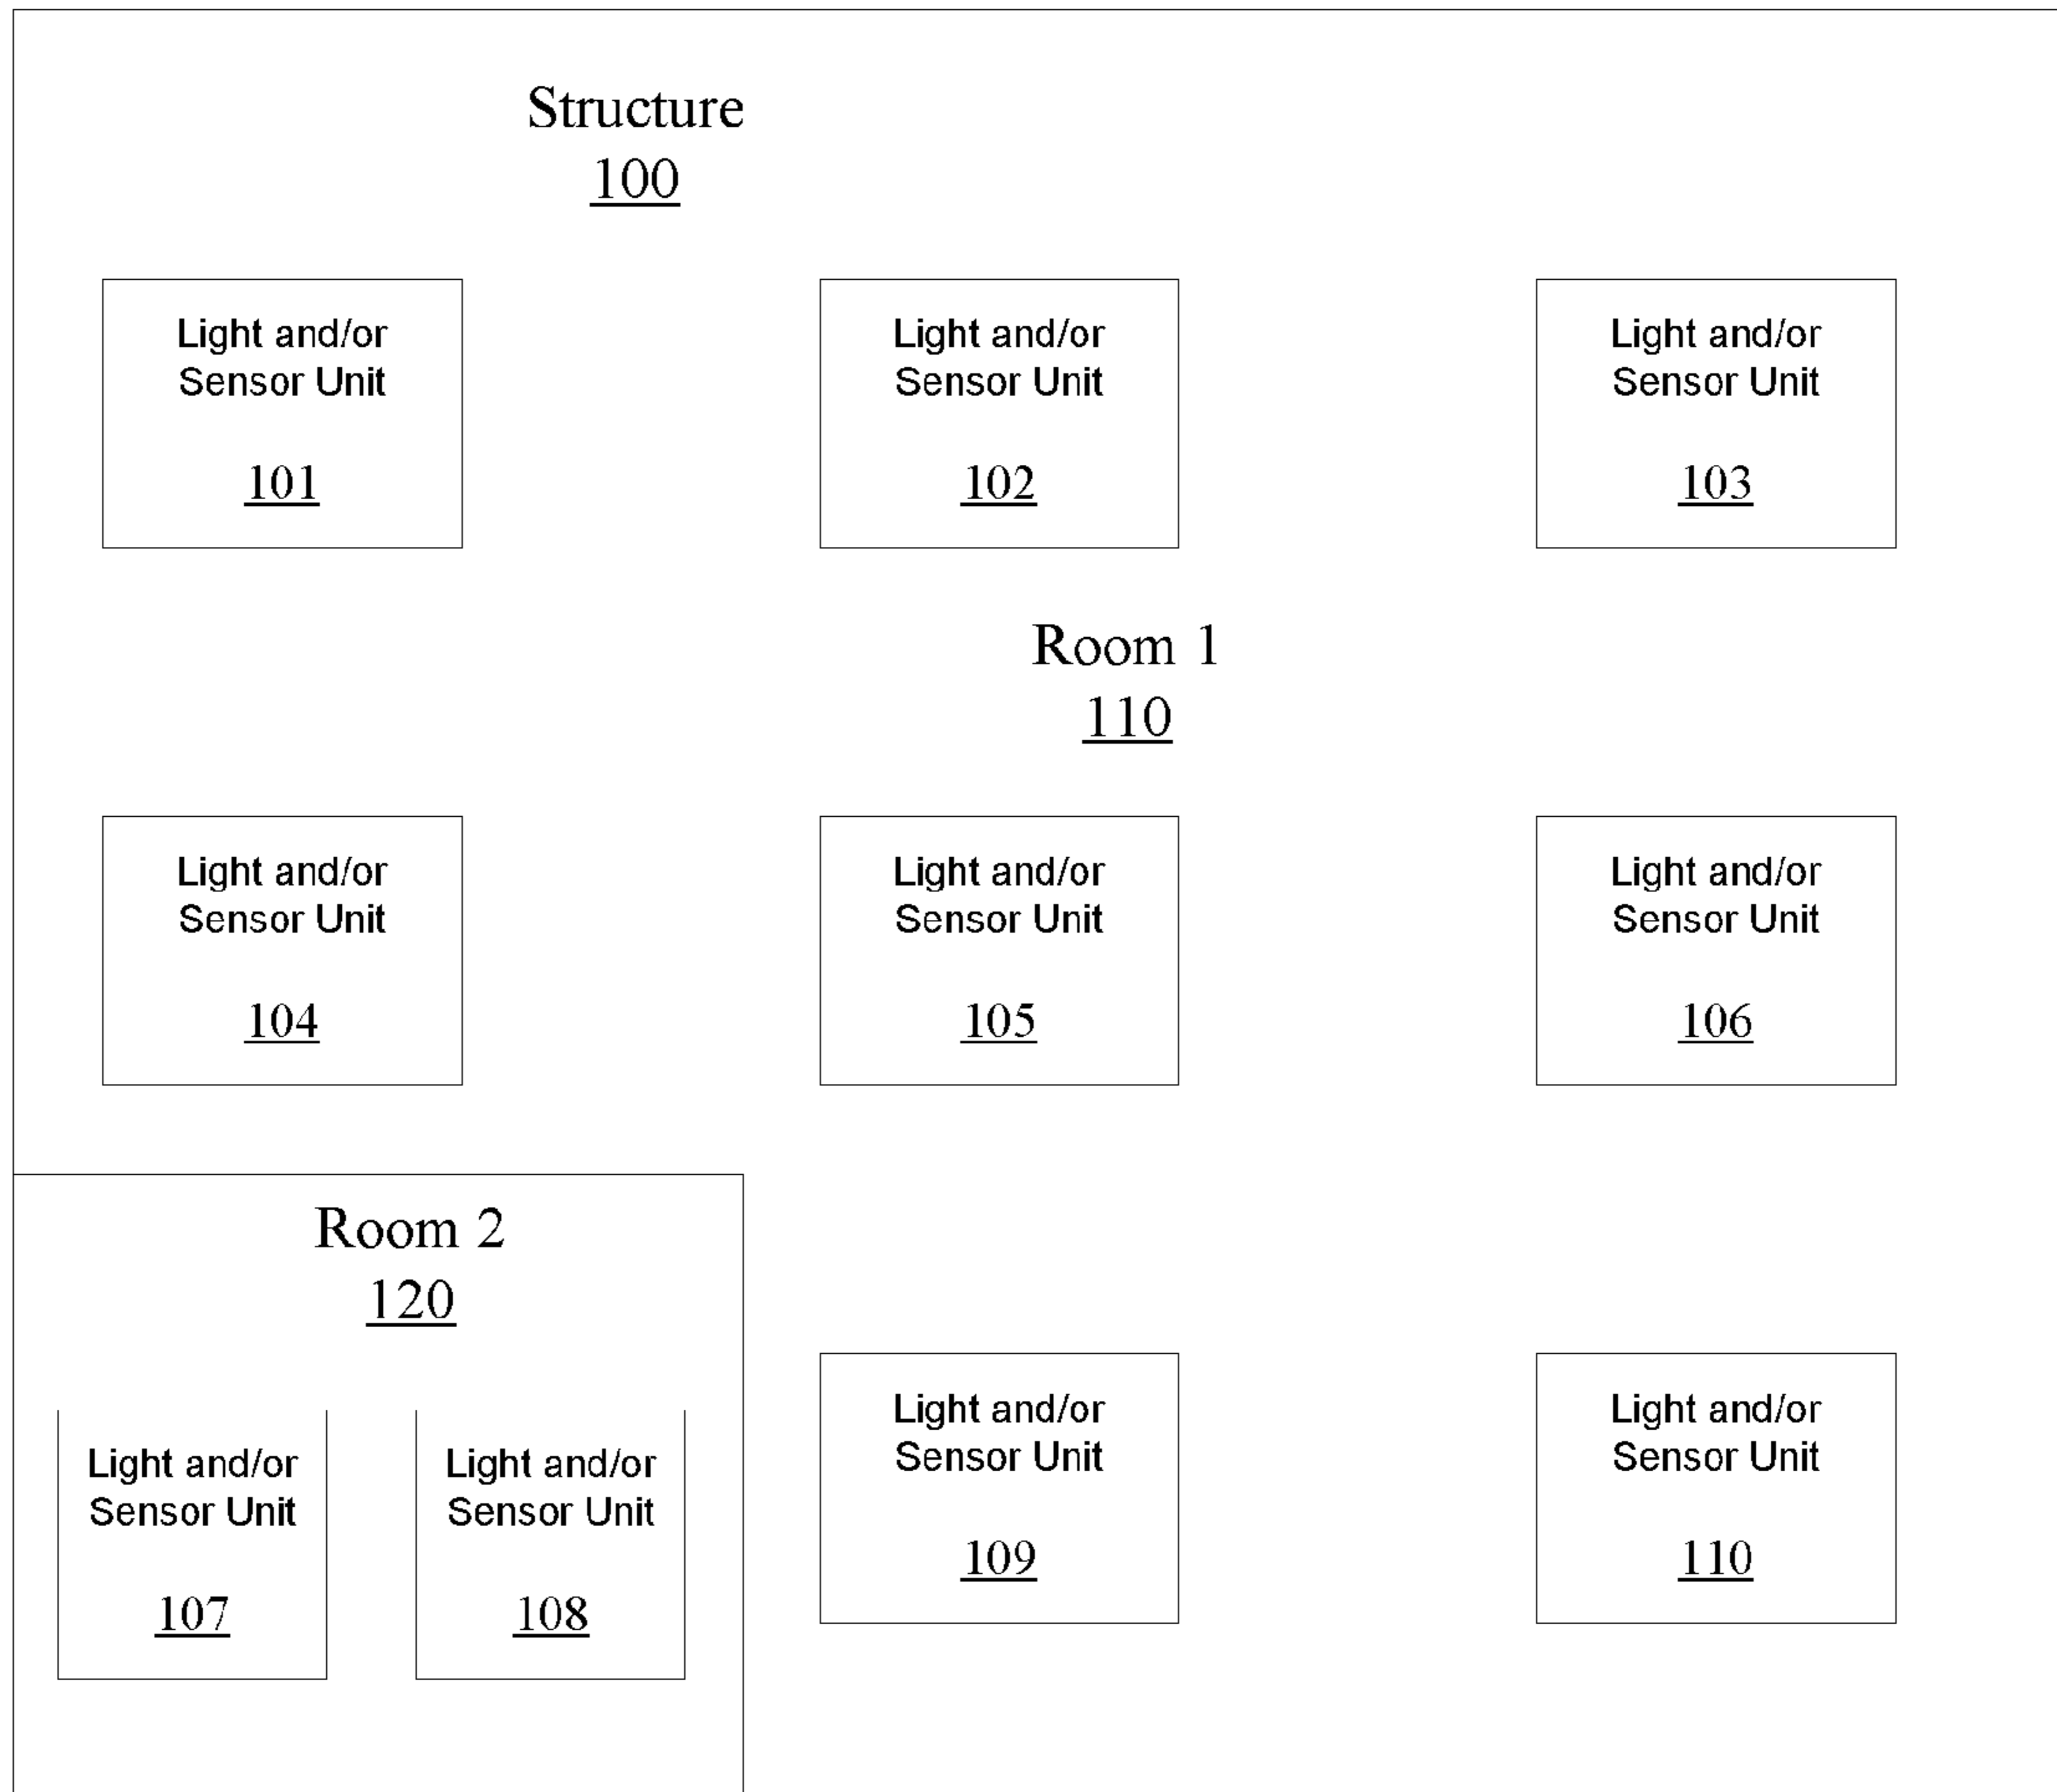 Structure
100
Light and/or
Sensor Unit
101
Light and/or
Sensor Unit
102
Light and/or
Sensor Unit
103
Room 1
110
Light and/or
Sensor Unit
104
Light and/or
Sensor Unit
105
Light and/or
Sensor Unit
106
Room 2
120
Light and/or
Sensor Unit
107
Light and/or
Sensor Unit
108
Light and/or
Sensor Unit
109
Light and/or
Sensor Unit
110